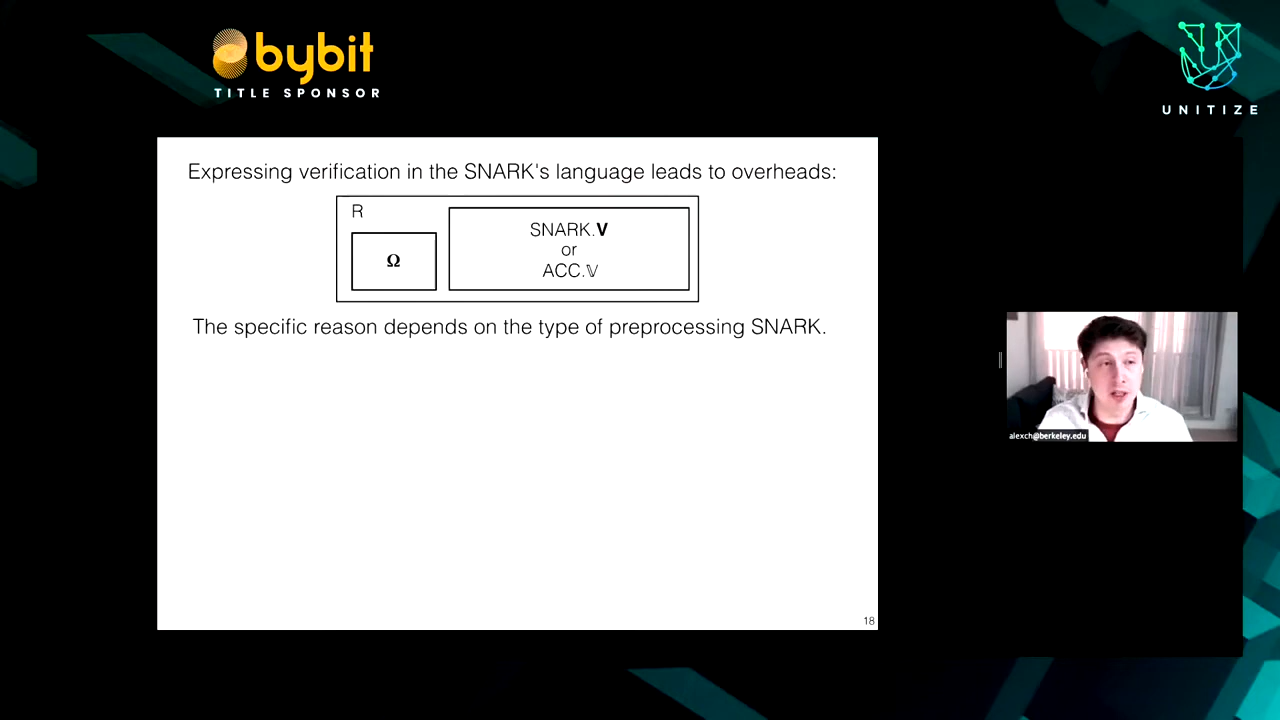 bybit
TITLE SPONSOR
UNITIZE
Expressing verification in the SNARK's language leads to overheads:
R
Ω
SNARK.V
or
ACC.𝕍
The specific reason depends on the type of preprocessing SNARK.
alexch@berkeley.edu
18